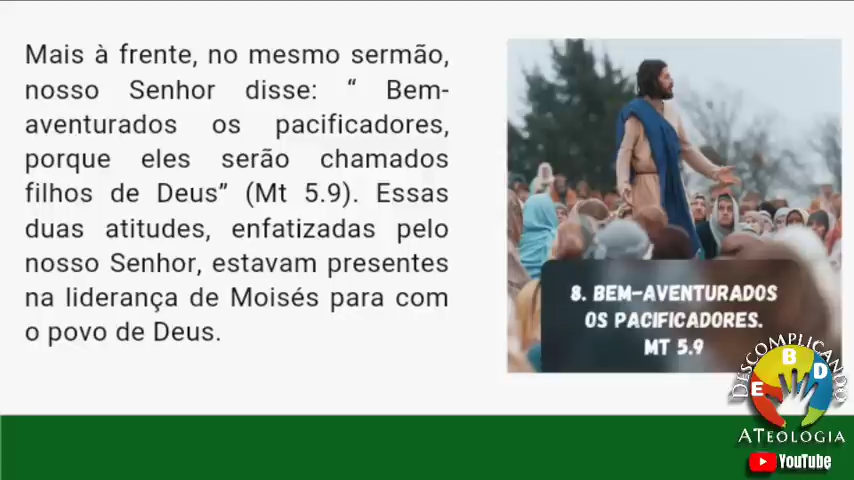 Mais à frente, no mesmo sermão,
nosso Senhor disse: “ Bem-
aventurados os pacificadores,
porque eles serão chamados
filhos de Deus” (Mt 5.9). Essas
duas atitudes, enfatizadas pelo
nosso Senhor, estavam presentes
na liderança de Moisés para com
o povo de Deus.
8. BEM-AVENTURADOS
OS PACIFICADORES.
MT 5.9
DESCOMPLICANDO
EBD
ATEOLOGIA
YouTube